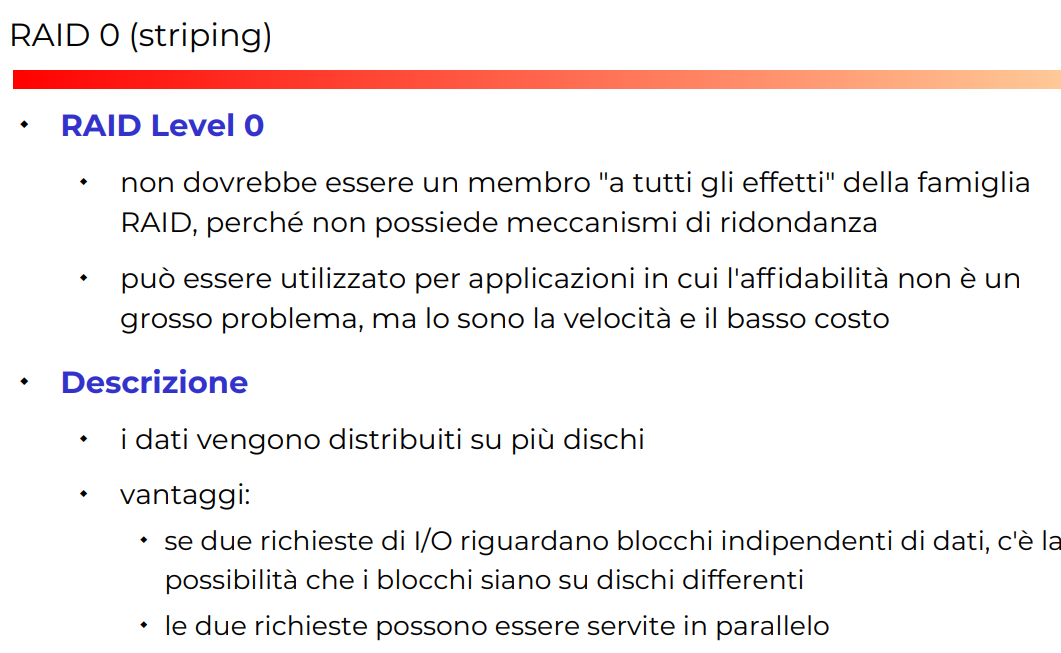 RAID 0 (striping)
RAID Level 0
non dovrebbe essere un membro "a tutti gli effetti" della famiglia
RAID, perché non possiede meccanismi di ridondanza
può essere utilizzato per applicazioni in cui l'affidabilità non è un
grosso problema, ma lo sono la velocità e il basso costo
Descrizione
i dati vengono distribuiti su più dischi
vantaggi:
se due richieste di I/O riguardano blocchi indipendenti di dati, c'è la
possibilità che i blocchi siano su dischi differenti
le due richieste possono essere servite in parallelo